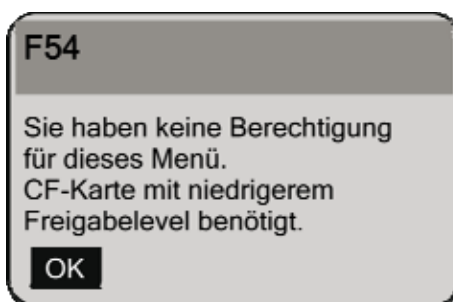 F54
Sie haben keine Berechtigung
für dieses Menü.
CF-Karte mit niedrigerem
Freigabelevel benötigt.
OK